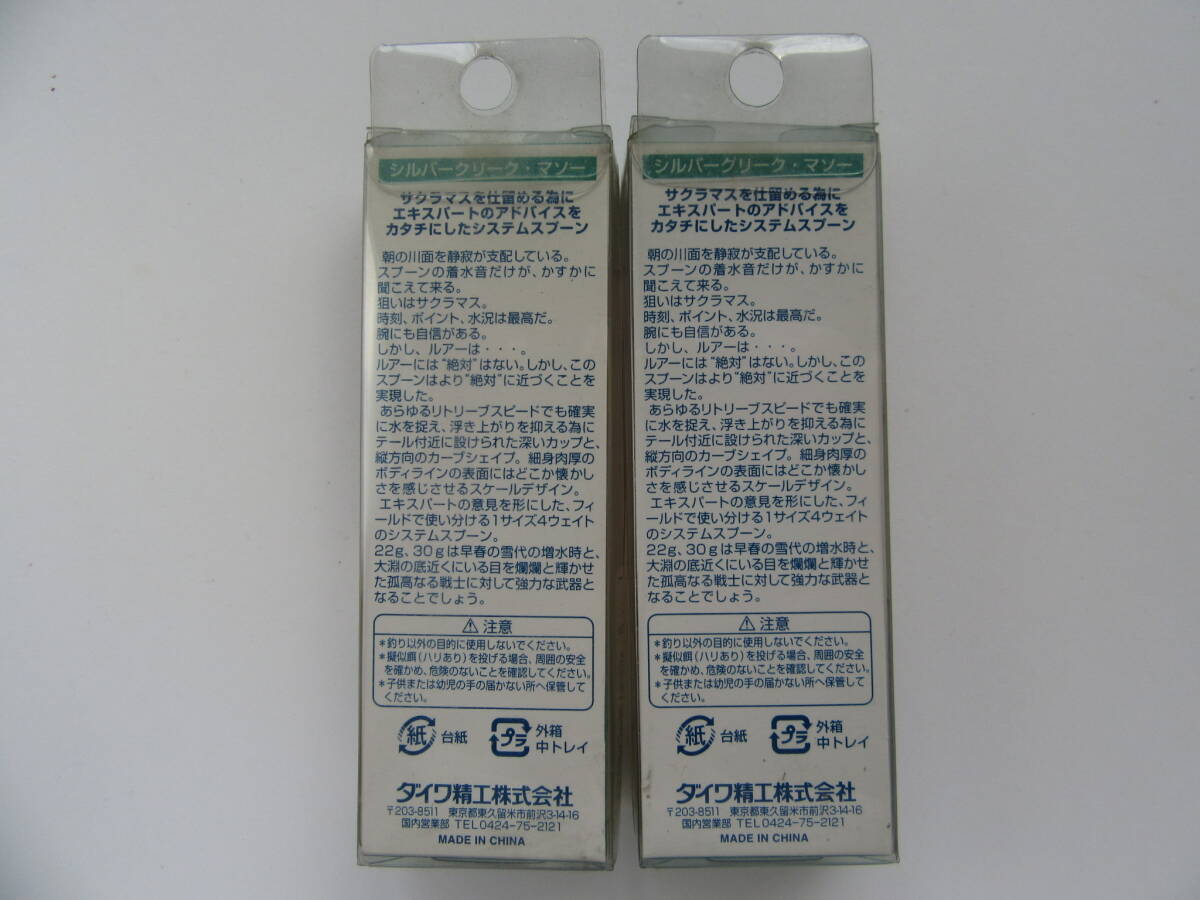 シルバークリーク・マソー
サクラマスを仕留める為に
エキスパートのアドバイスを
カタチにしたシステムスプーン
朝の川面を静寂が支配している。
スプーンの着水音だけが、かすかに
聞こえて来る。
狙いはサクラマス。
時刻、ポイント、水況は最高だ。
腕にも自信がある。
しかし、ルアーは・・・。
ルアーには"絶対"はない。しかし、この
スプーンはより"絶対"に近づくことを
実現した。
あらゆるリトリーブスピードでも確実
に水を捉え、浮き上がりを抑える為に
テール付近に設けられた深いカップと、
縦方向のカーブシェイプ。細身肉厚の
ボディラインの表面にはどこか懐かし
さを感じさせるスケールデザイン。
エキスパートの意見を形にした、フィ
ールドで使い分ける1サイズ4ウェイト
のシステムスプーン。
22g、30gは早春の雪代の増水時と、
大淵の底近くにいる目を爛爛と輝かせ
た孤高なる戦士に対して強力な武器と
なることでしょう。
⚠ 注意
*釣り以外の目的に使用しないでください。
*擬似餌(ハリあり)を投げる場合、周囲の安全
を確かめ、危険のないことを確認してください。
*子供または幼児の手の届かない所へ保管して
ください。
紙 台紙 プラ 外箱
中トレイ
ダイワ精工株式会社
〒203-8511 東京都東久留米市前沢3-14-16
国内営業部 TEL0424-75-2121
MADE IN CHINA
シルバークリーク・マソー
サクラマスを仕留める為に
エキスパートのアドバイスを
カタチにしたシステムスプーン
朝の川面を静寂が支配している。
スプーンの着水音だけが、かすかに
聞こえて来る。
狙いはサクラマス。
時刻、ポイント、水況は最高だ。
腕にも自信がある。
しかし、ルアーは・・・。
ルアーには"絶対"はない。しかし、この
スプーンはより"絶対"に近づくことを
実現した。
あらゆるリトリーブスピードでも確実
に水を捉え、浮き上がりを抑える為に
テール付近に設けられた深いカップと、
縦方向のカーブシェイプ。細身肉厚の
ボディラインの表面にはどこか懐かし
さを感じさせるスケールデザイン。
エキスパートの意見を形にした、フィ
ールドで使い分ける1サイズ4ウェイト
のシステムスプーン。
22g、30gは早春の雪代の増水時と、
大淵の底近くにいる目を爛爛と輝かせ
た孤高なる戦士に対して強力な武器と
なることでしょう。
⚠ 注意
*釣り以外の目的に使用しないでください。
*擬似餌(ハリあり)を投げる場合、周囲の安全
を確かめ、危険のないことを確認してください。
*子供または幼児の手の届かない所へ保管して
ください。
紙 台紙 プラ 外箱
中トレイ
ダイワ精工株式会社
〒203-8511 東京都東久留米市前沢3-14-16
国内営業部 TEL0424-75-2121
MADE IN CHINA